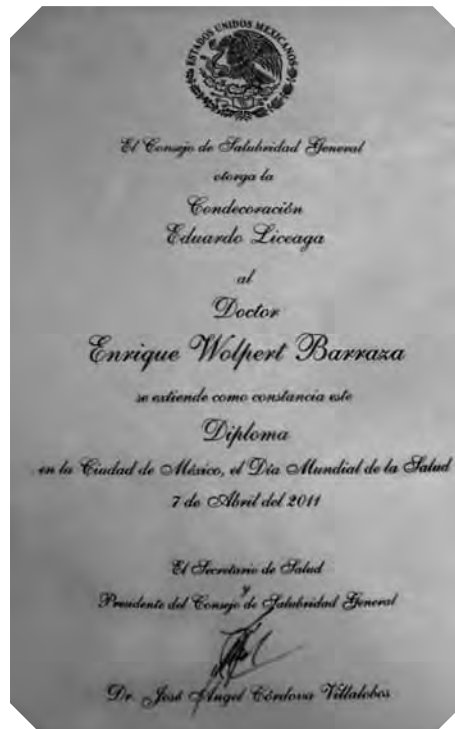 ESTADOS UNIDOS MEXICANOS
El Consejo de Salubridad General
otorga la
Condecoración
Eduardo Liceaga
al
Doctor
Enrique Wolpert Barraza
se extiende como constancia este
Diploma
en la Ciudad de México, el Día Mundial de la Salud
7 de Abril del 2011
El Secretario de Salud
y
Presidente del Consejo de Salubridad General
Dr. José Ángel Córdova Villalobos